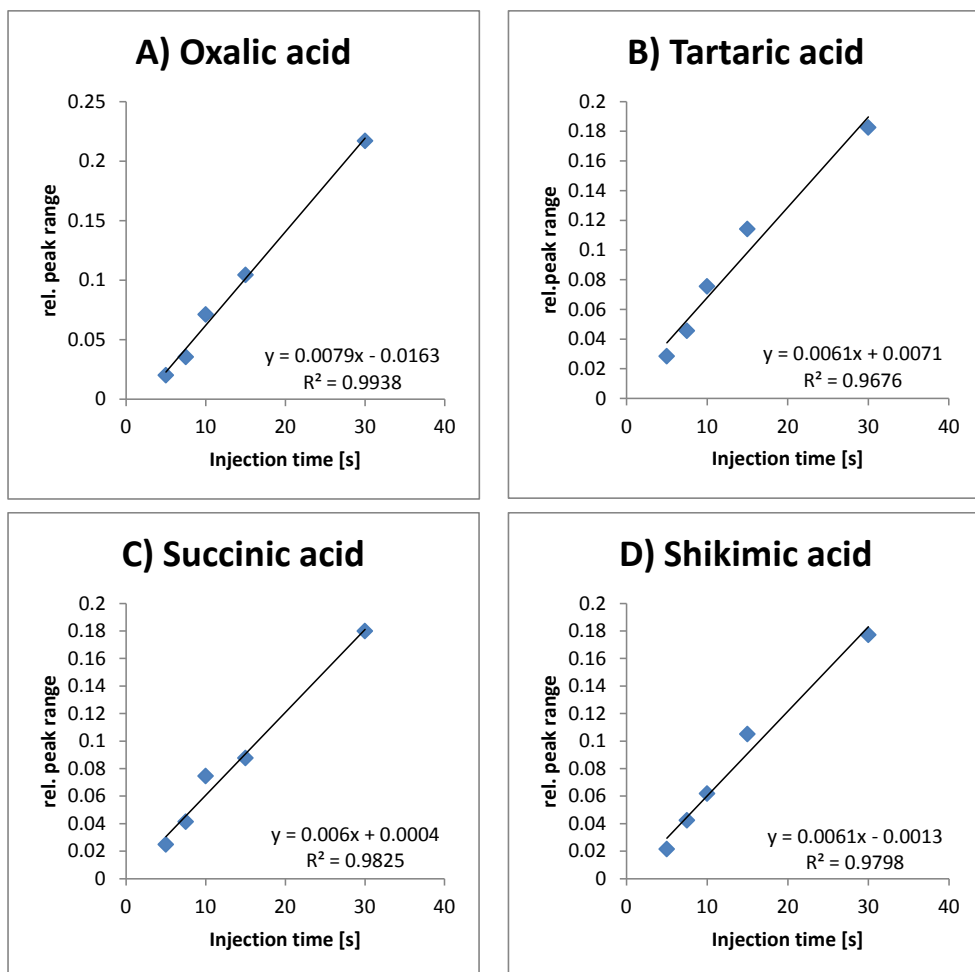 A) Oxalic acid
rel. peak range
0.25
0.2
0.15
0.1
0.05
0
y = 0.0079x - 0.0163
R² = 0.9938
0 10 20 30 40
Injection time [s]
B) Tartaric acid
rel.peak range
0.2
0.18
0.16
0.14
0.12
0.1
0.08
0.06
0.04
0.02
0
y = 0.0061x + 0.0071
R² = 0.9676
0 10 20 30 40
Injection time [s]
C) Succinic acid
rel. peak range
0.2
0.18
0.16
0.14
0.12
0.1
0.08
0.06
0.04
0.02
0
y = 0.006x + 0.0004
R² = 0.9825
0 10 20 30 40
Injection time [s]
D) Shikimic acid
rel. peak range
0.2
0.18
0.16
0.14
0.12
0.1
0.08
0.06
0.04
0.02
0
y = 0.0061x - 0.0013
R² = 0.9798
0 10 20 30 40
Injection time [s]